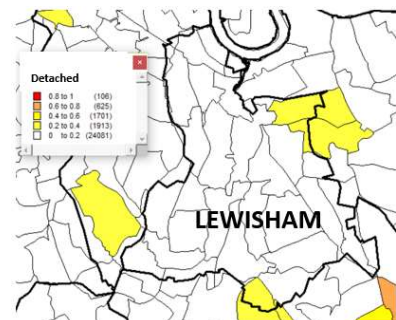 Detached
0.8 to 1 (106)
0.6 to 0.8 (625)
0.4 to 0.6 (1701)
0.2 to 0.4 (1913)
0 to 0.2 (24081)
LEWISHAM